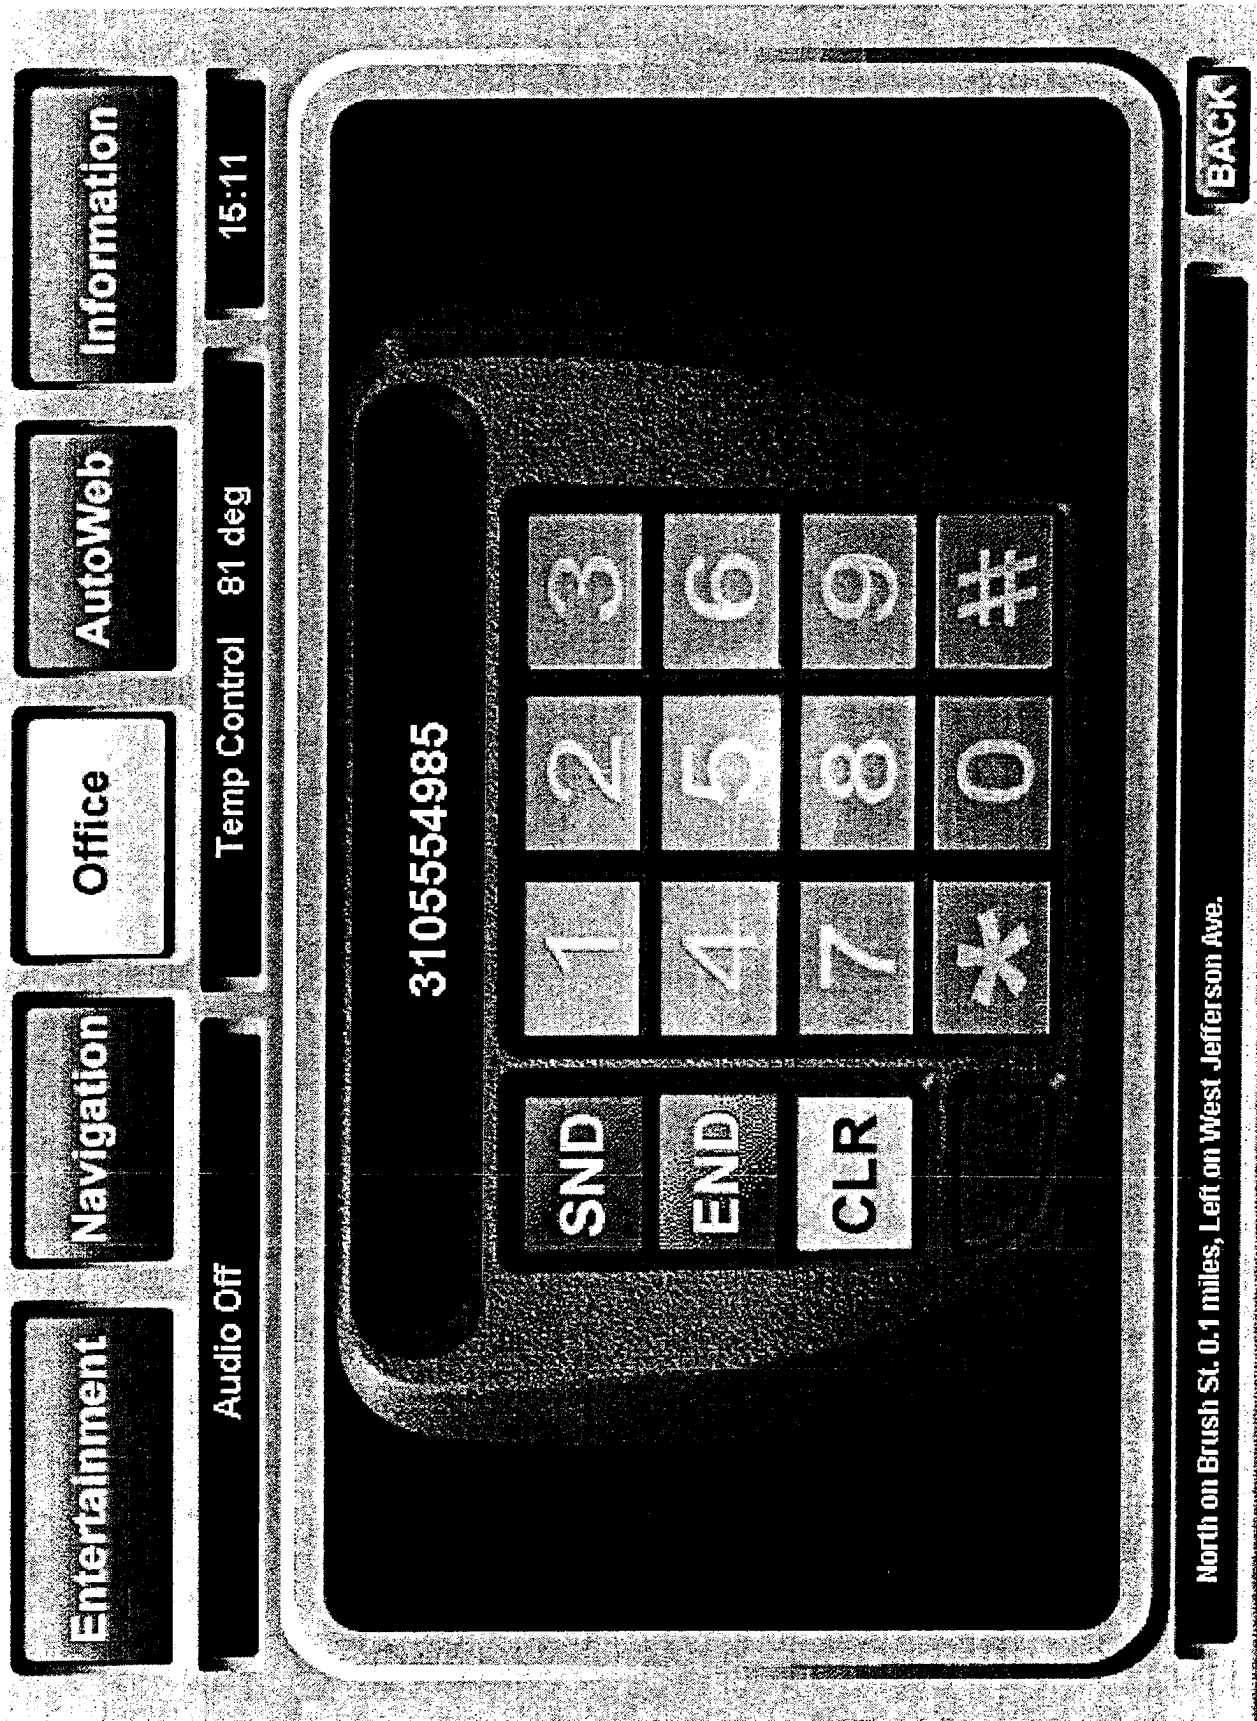 Entertainment Navigation Office AutoWeb Information
Audio Off Temp Control 81 deg 15:11
3105554985
SND 1 2 3
END 4 5 6
CLR 7 8 9
* 0 #
North on Brush St. 0.1 miles, Left on West Jefferson Ave. BACK